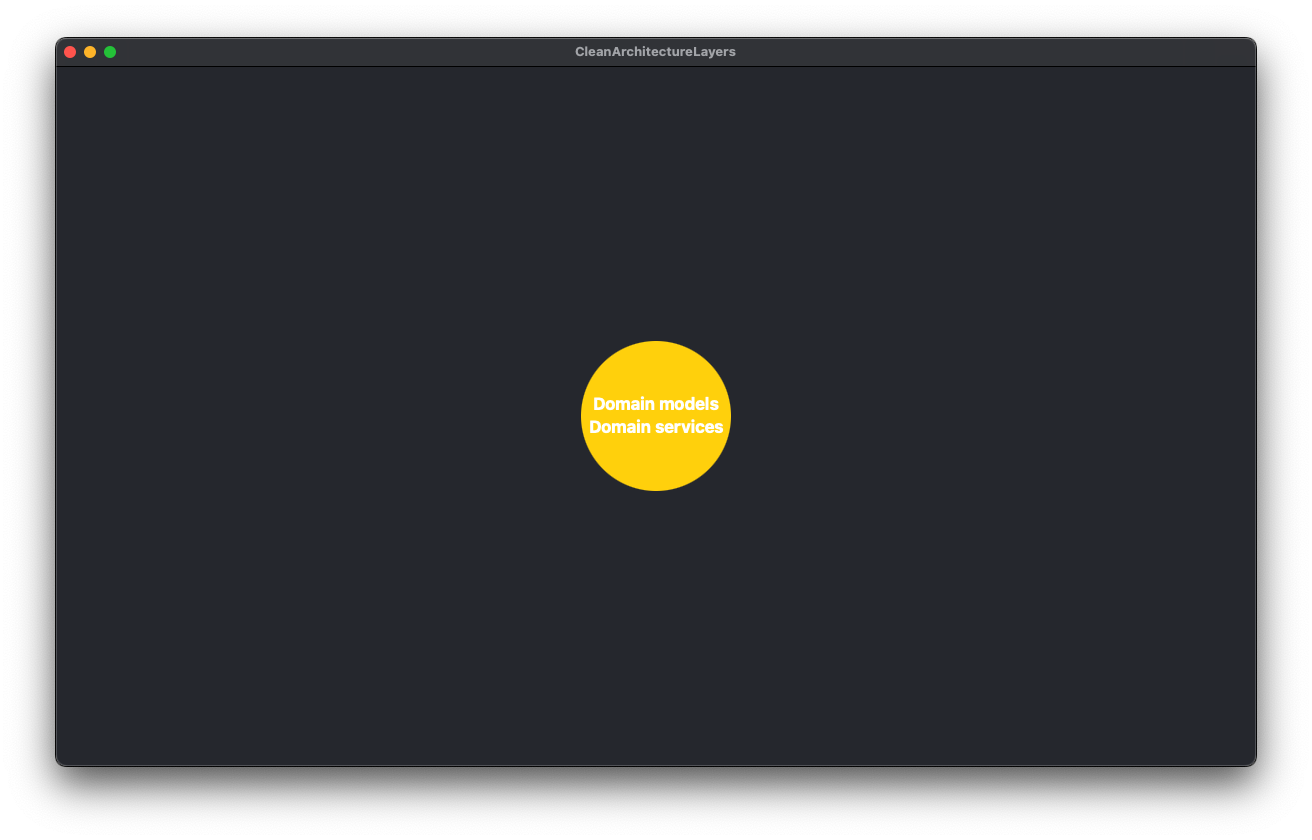 CleanArchitectureLayers
Domain models
Domain services